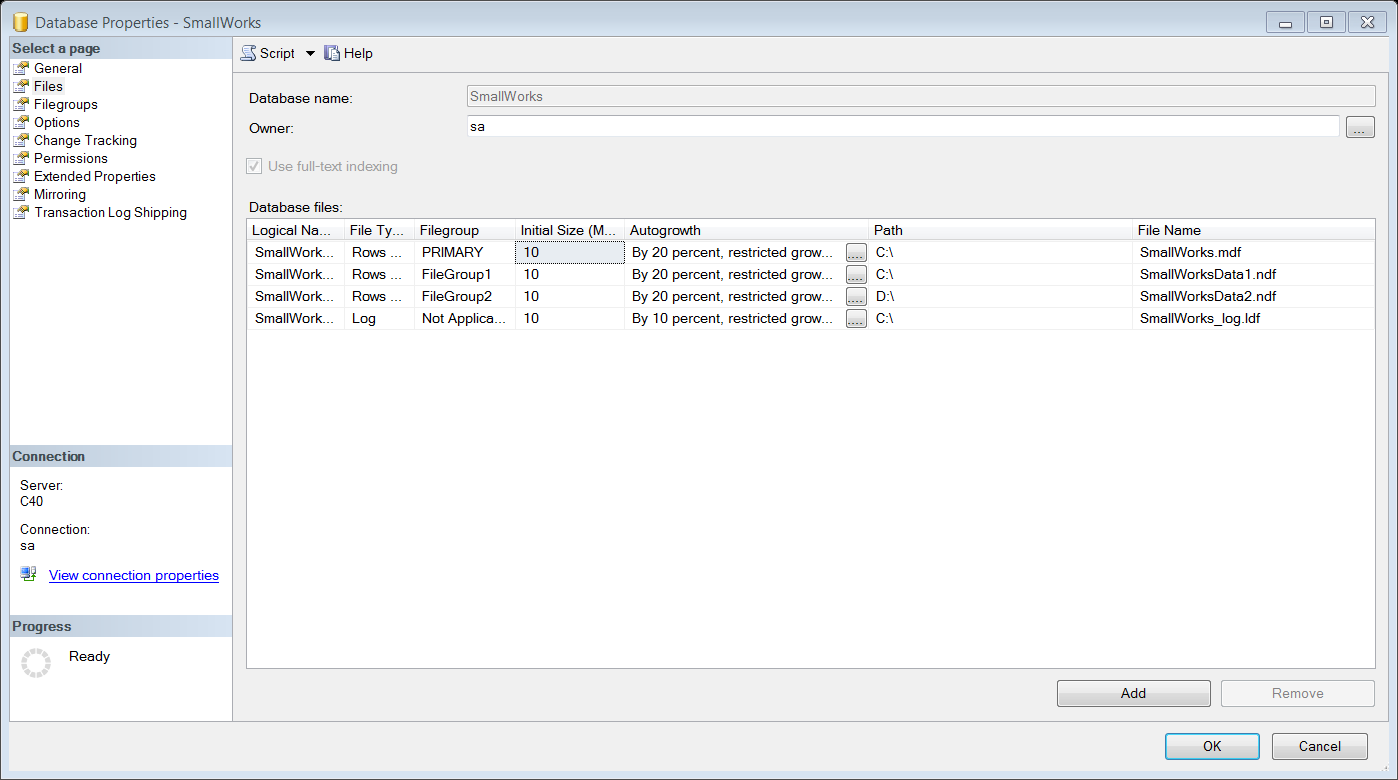 Database Properties - SmallWorks
Select a page
General
Files
Filegroups
Options
Change Tracking
Permissions
Extended Properties
Mirroring
Transaction Log Shipping
Connection
Server:
C40
Connection:
sa
View connection properties
Progress
Ready
Script Help
Database name: SmallWorks
Owner: sa ...
Use full-text indexing
Database files:
Logical Na... File Ty... Filegroup Initial Size (M... Autogrowth Path File Name
SmallWork... Rows ... PRIMARY 10 By 20 percent, restricted grow... .... C:\ SmallWorks.mdf
SmallWork... Rows ... FileGroup1 10 By 20 percent, restricted grow... .... C:\ SmallWorksData1.ndf
SmallWork... Rows ... FileGroup2 10 By 20 percent, restricted grow... .... D:\ SmallWorksData2.ndf
SmallWork... Log Not Applica... 10 By 10 percent, restricted grow... .... C:\ SmallWorks_log.ldf
Add Remove
OK Cancel